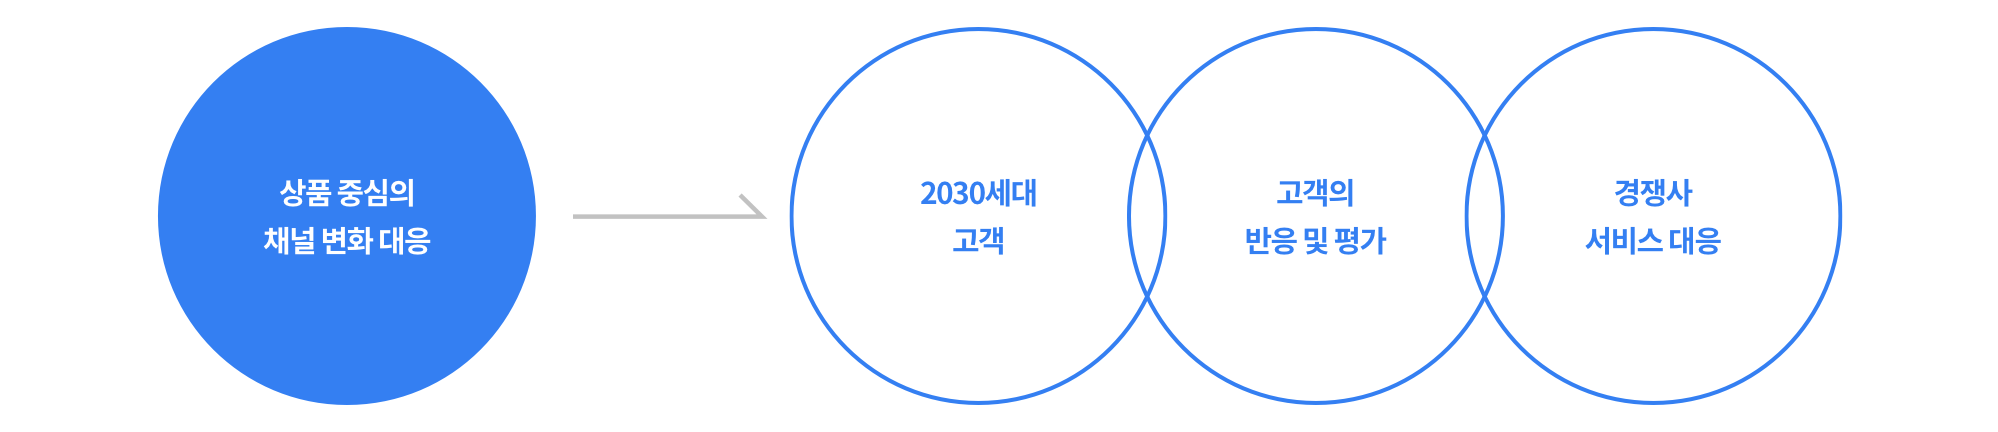 상품 중심의
채널 변화 대응
2030세대
고객
고객의
반응 및 평가
경쟁사
서비스 대응